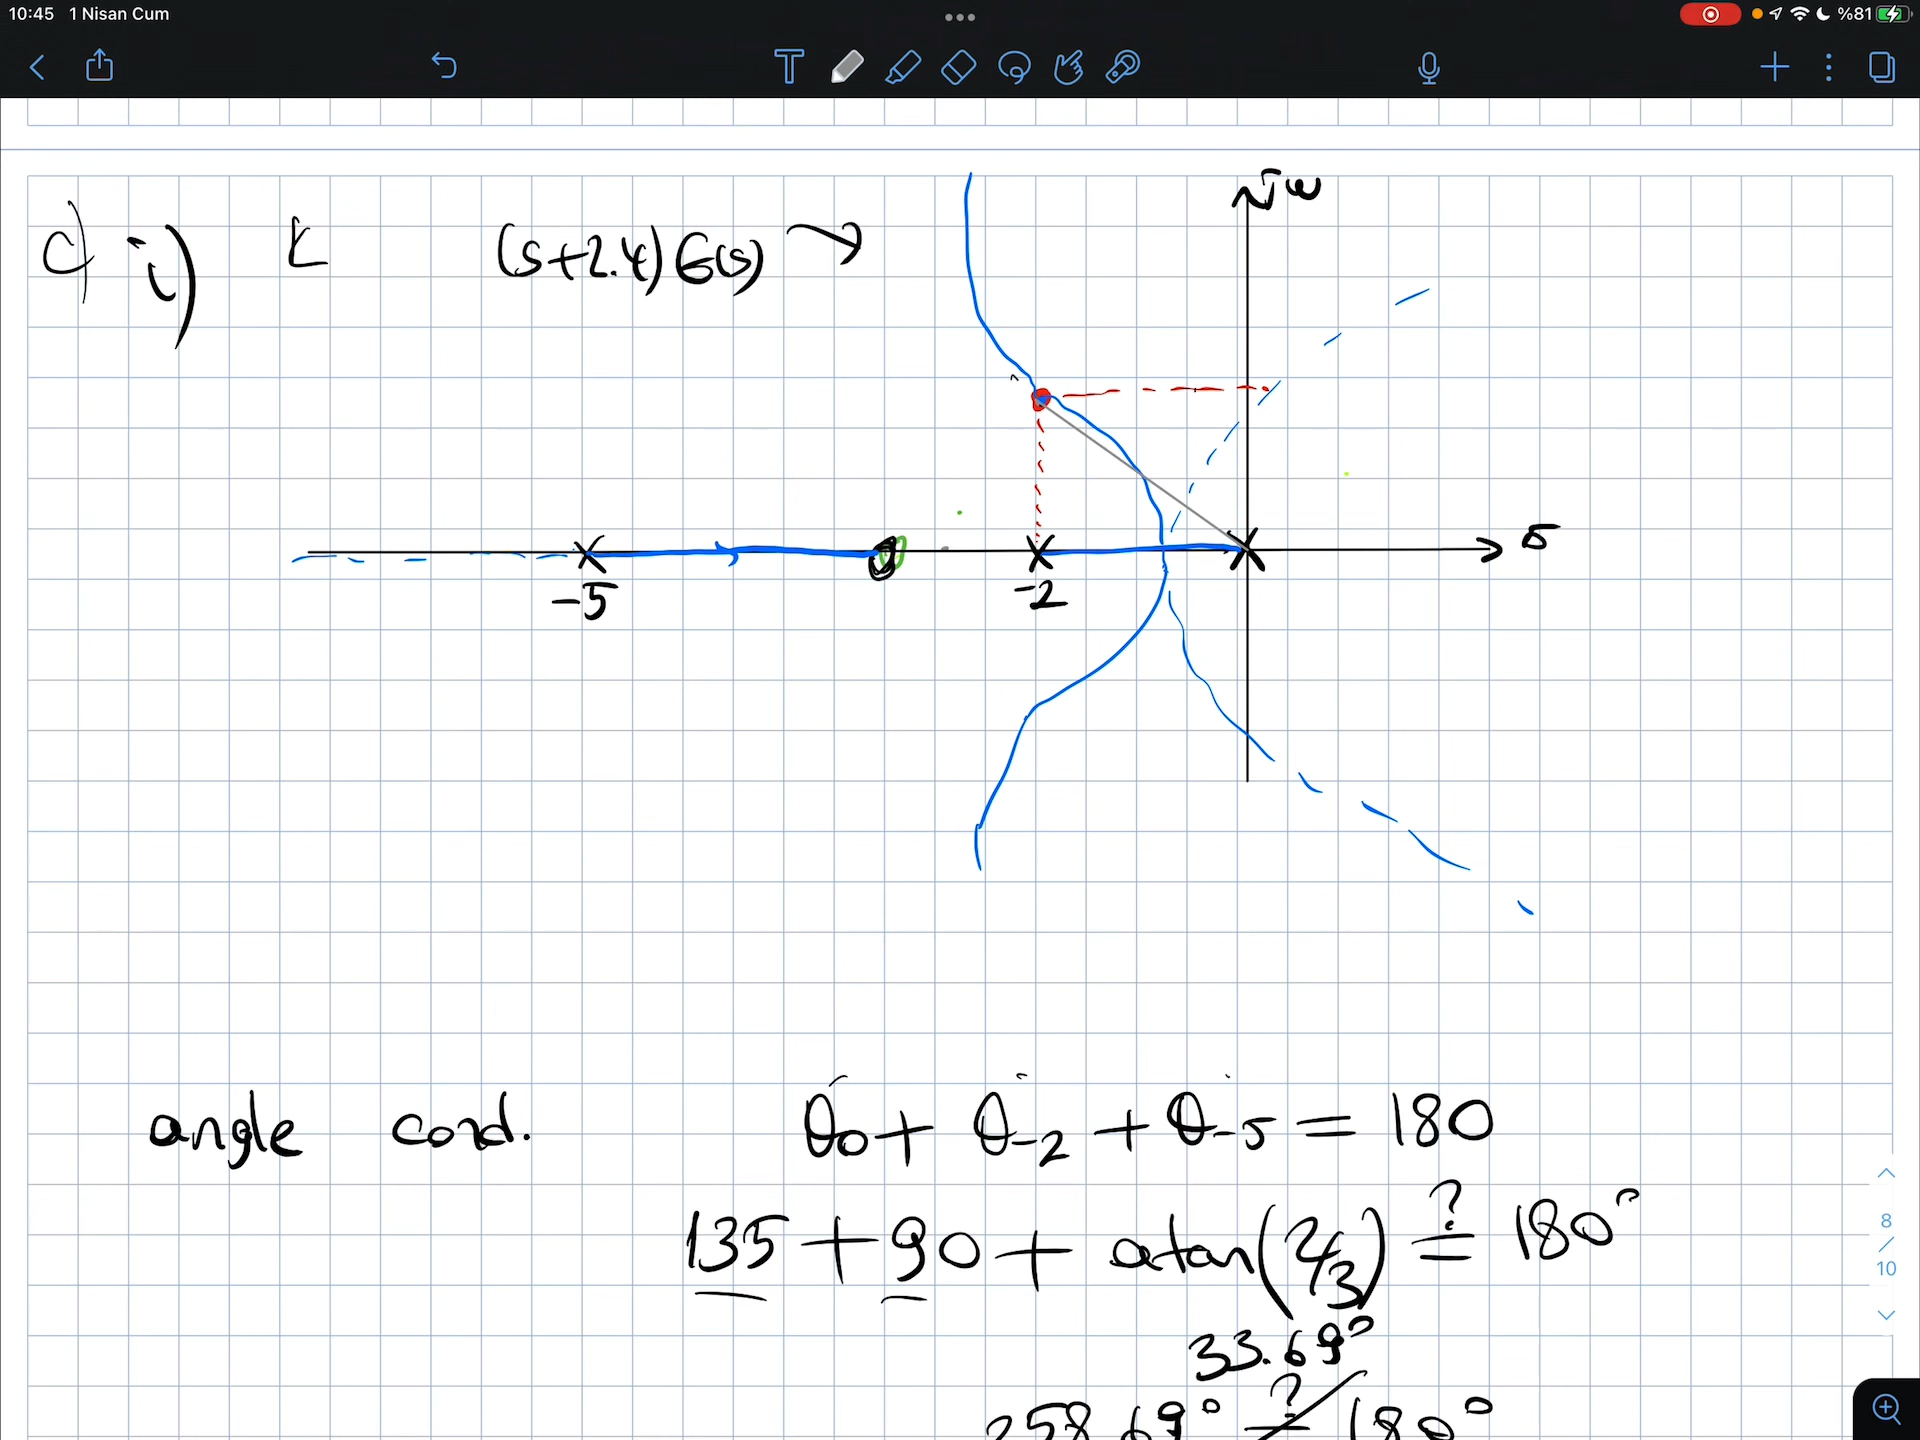 10:45 1 Nisan Cum
%81
c) i) K (s+2.4) G(s)
jω
σ
-5 -2
angle cond. θ0 + θ-2 + θ-5 = 180
135 + 90 + atan(2/3) ?= 180°
33.69°
258.69° ?≠ 180°
8 / 10